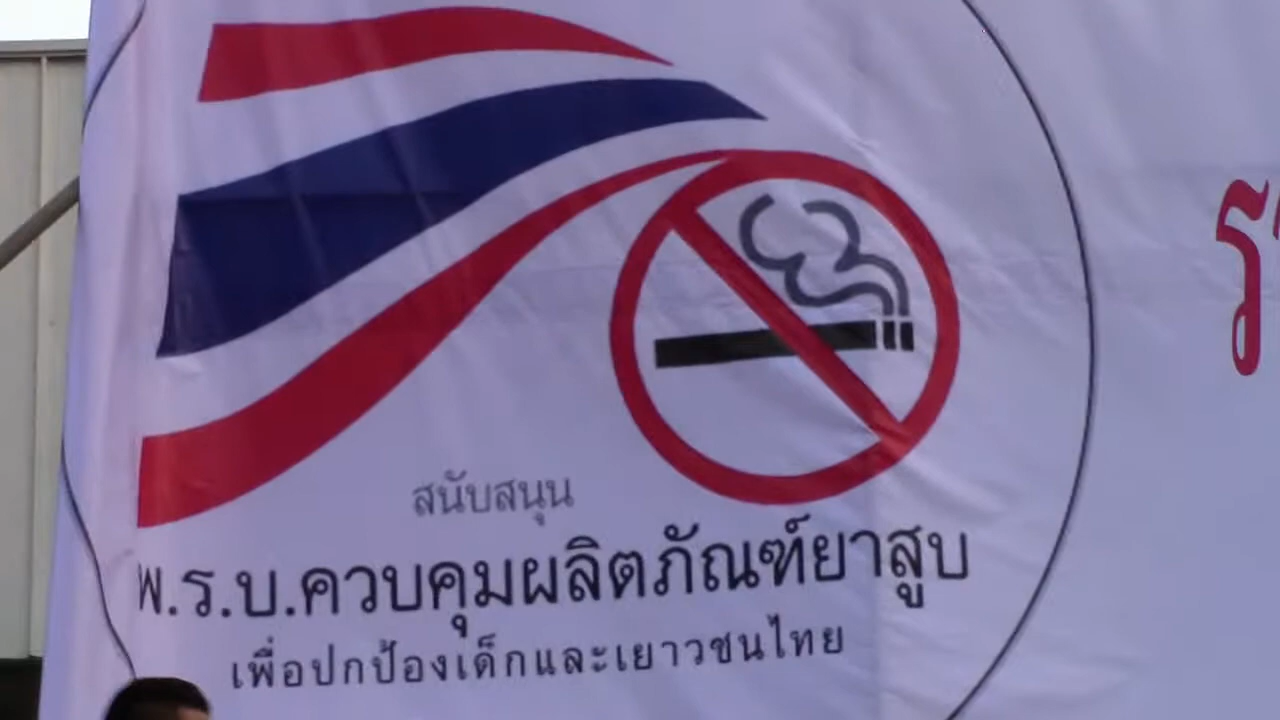 สนับสนุน
พ.ร.บ.ควบคุมผลิตภัณฑ์ยาสูบ
เพื่อปกป้องเด็กและเยาวชนไทย